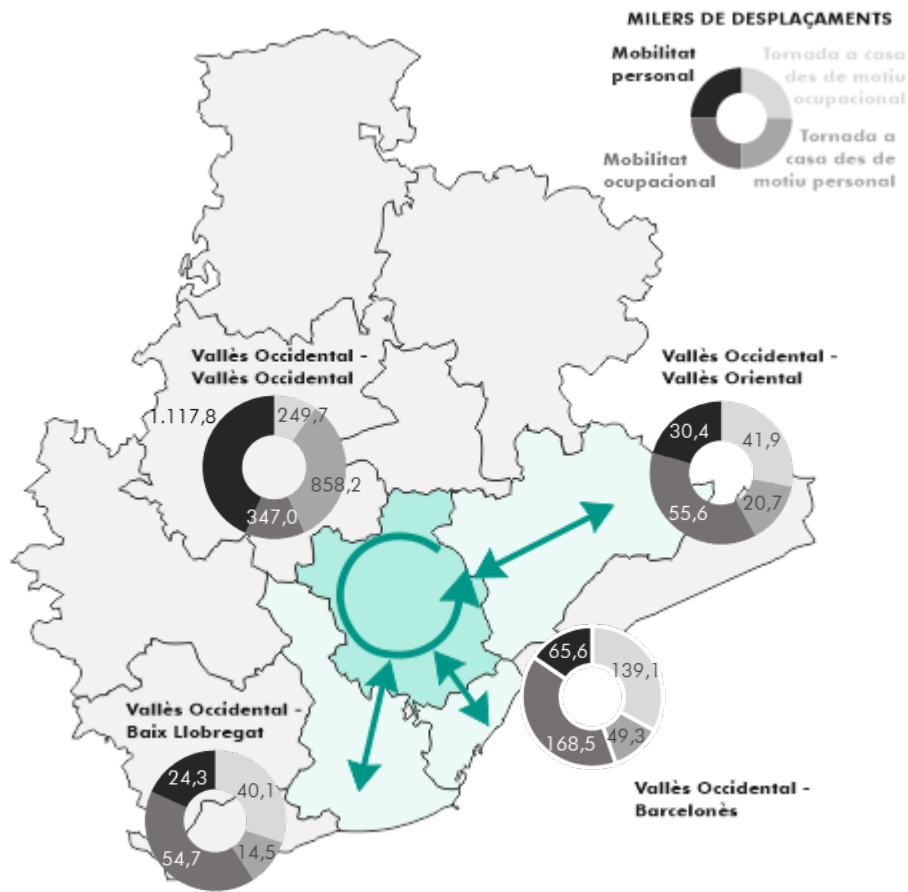 MILERS DE DESPLAÇAMENTS
Mobilitat
personal
Tornada a casa
des de motiu
ocupacional
Mobilitat
ocupacional
Tornada a
casa des de
motiu personal
Vallès Occidental -
Vallès Occidental
1.117,8
249,7
858,2
347,0
Vallès Occidental -
Vallès Oriental
30,4
41,9
55,6
20,7
65,6
139,1
168,5
49,3
Vallès Occidental -
Barcelonès
Vallès Occidental -
Baix Llobregat
24,3
40,1
54,7
14,5